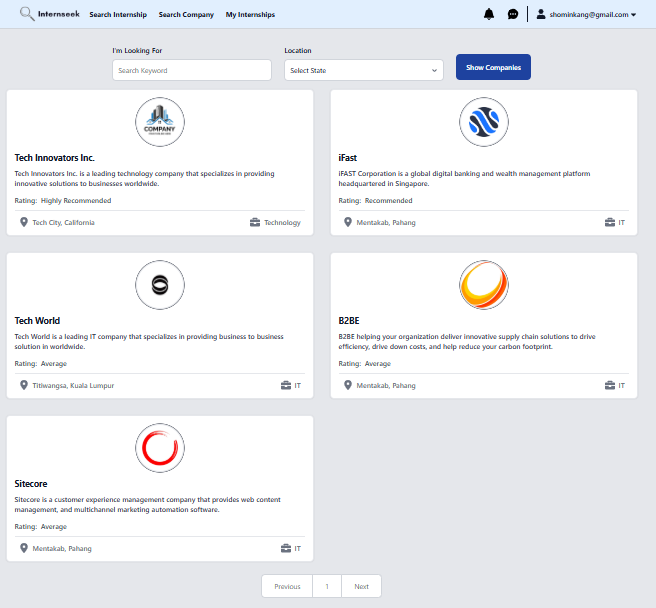 Internseek Search Internship Search Company My Internships shominkang@gmail.com
I'm Looking For Location
Search Keyword Select State Show Companies
COMPANY
Tech Innovators Inc.
Tech Innovators Inc. is a leading technology company that specializes in providing
innovative solutions to businesses worldwide.
Rating: Highly Recommended
Tech City, California Technology
iFast
iFAST Corporation is a global digital banking and wealth management platform
headquartered in Singapore.
Rating: Recommended
Mentakab, Pahang IT
Tech World
Tech World is a leading IT company that specializes in providing business to business
solution in worldwide.
Rating: Average
Titiwangsa, Kuala Lumpur IT
B2BE
B2BE helping your organization deliver innovative supply chain solutions to drive
efficiency, drive down costs, and help reduce your carbon footprint.
Rating: Average
Mentakab, Pahang IT
Sitecore
Sitecore is a customer experience management company that provides web content
management, and multichannel marketing automation software.
Rating: Average
Mentakab, Pahang IT
Previous 1 Next